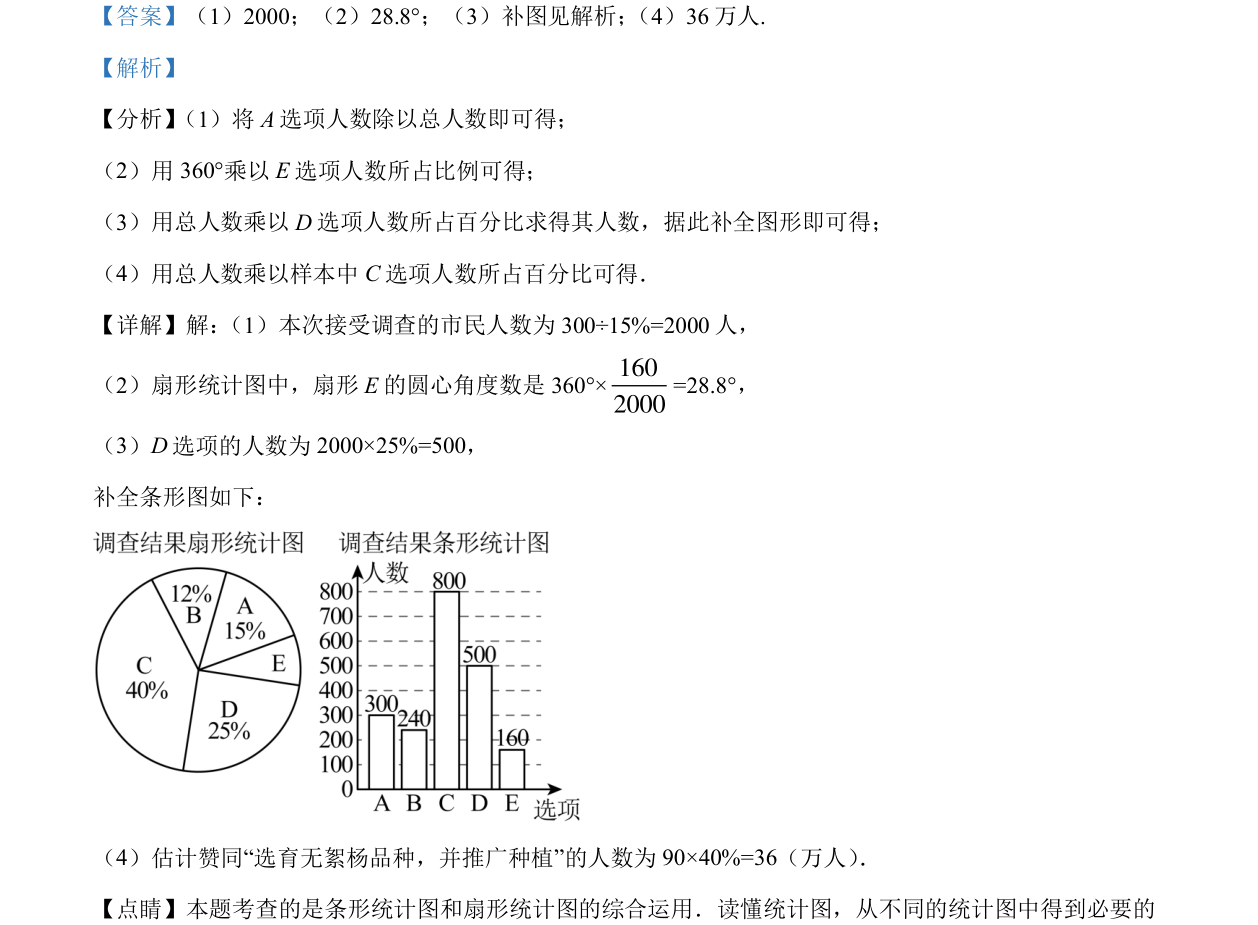 【答案】（1）2000；（2）28.8°；（3）补图见解析；（4）36 万人.
【解析】
【分析】（1）将 A 选项人数除以总人数即可得；
（2）用 360°乘以 E 选项人数所占比例可得；
（3）用总人数乘以 D 选项人数所占百分比求得其人数，据此补全图形即可得；
（4）用总人数乘以样本中 C 选项人数所占百分比可得．
【详解】解：（1）本次接受调查的市民人数为 300÷15%=2000 人，
（2）扇形统计图中，扇形 E 的圆心角度数是 360°×160/2000=28.8°，
（3）D 选项的人数为 2000×25%=500，
补全条形图如下：
调查结果扇形统计图 调查结果条形统计图
12%
B
A
15%
E
C
40%
D
25%
人数
800
700
600
500
400
300
200
100
0
300
240
800
500
160
A B C D E 选项
（4）估计赞同“选育无絮杨品种，并推广种植”的人数为 90×40%=36（万人）．
【点睛】本题考查的是条形统计图和扇形统计图的综合运用．读懂统计图，从不同的统计图中得到必要的